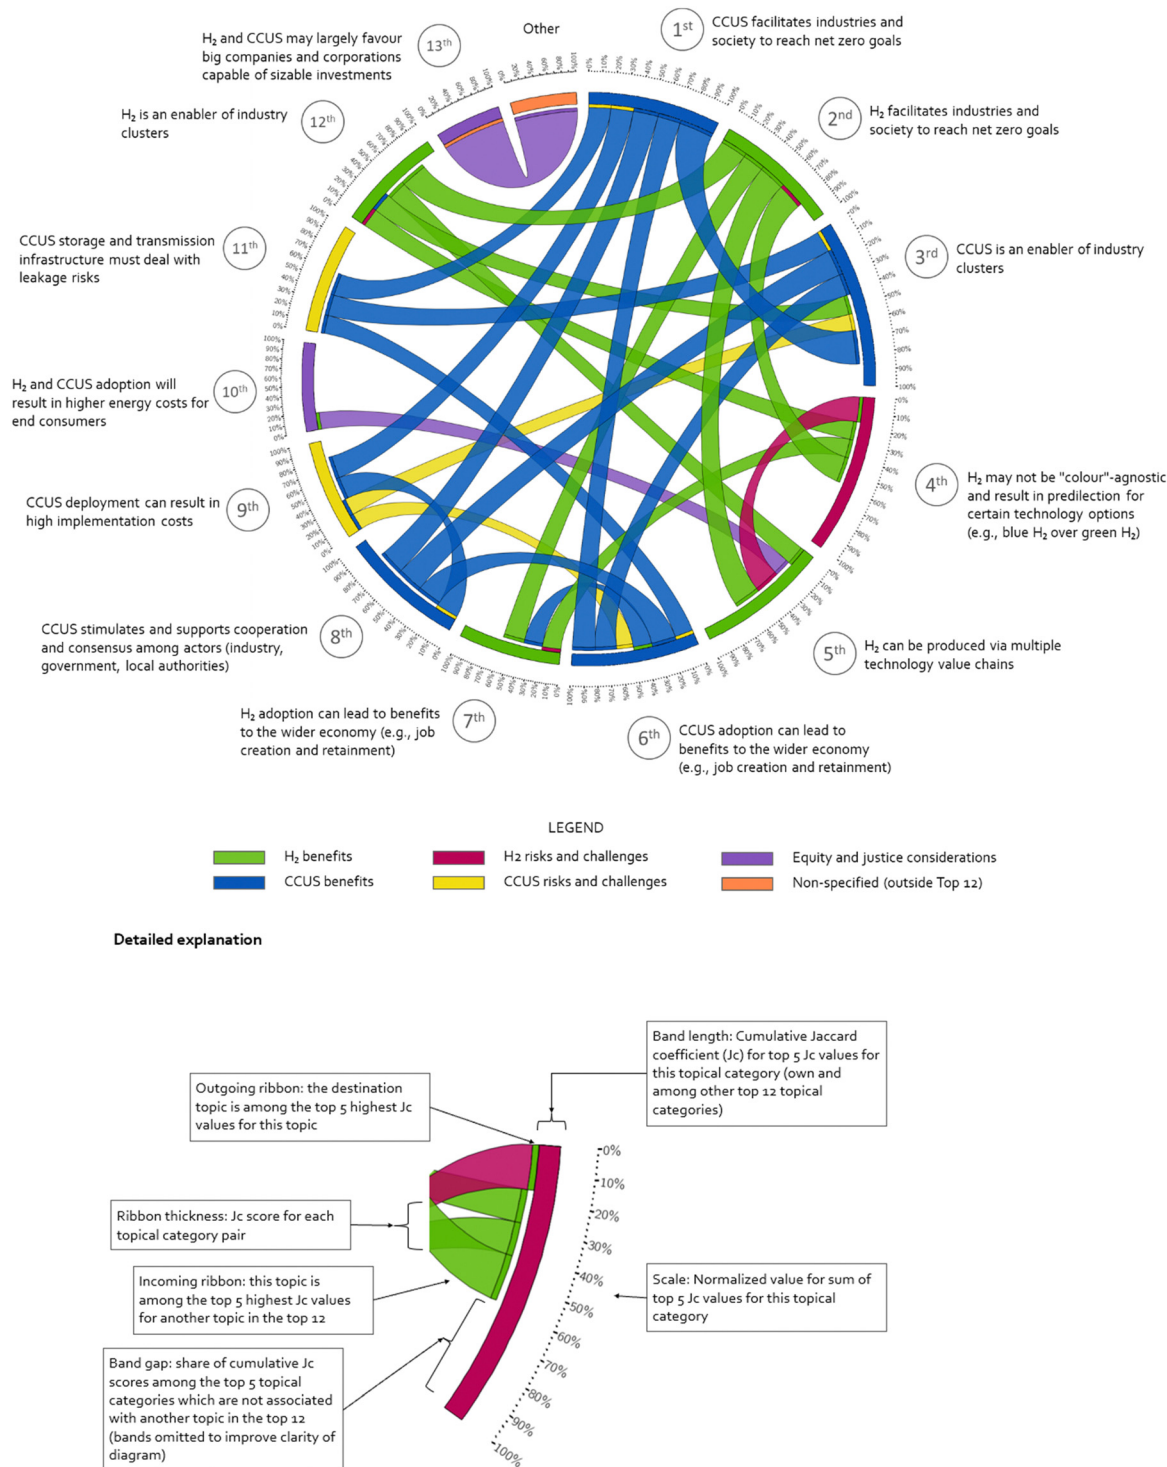 Other
1st
CCUS facilitates industries and
society to reach net zero goals
2nd
H₂ facilitates industries and
society to reach net zero goals
3rd
CCUS is an enabler of industry
clusters
4th
H₂ may not be "colour"-agnostic
and result in predilection for
certain technology options
(e.g., blue H₂ over green H₂)
5th
H₂ can be produced via multiple
technology value chains
6th
CCUS adoption can lead to
benefits to the wider economy
(e.g., job creation and retainment)
7th
H₂ adoption can lead to benefits
to the wider economy (e.g., job
creation and retainment)
8th
CCUS stimulates and supports cooperation
and consensus among actors (industry,
government, local authorities)
9th
CCUS deployment can result in
high implementation costs
10th
H₂ and CCUS adoption will
result in higher energy costs for
end consumers
11th
CCUS storage and transmission
infrastructure must deal with
leakage risks
12th
H₂ is an enabler of industry
clusters
13th
H₂ and CCUS may largely favour
big companies and corporations
capable of sizable investments
LEGEND
H₂ benefits
H2 risks and challenges
Equity and justice considerations
CCUS benefits
CCUS risks and challenges
Non-specified (outside Top 12)
Detailed explanation
Band length: Cumulative Jaccard
coefficient (Jc) for top 5 Jc values for
this topical category (own and
among other top 12 topical
categories)
Outgoing ribbon: the destination
topic is among the top 5 highest Jc
values for this topic
Ribbon thickness: Jc score for each
topical category pair
Incoming ribbon: this topic is
among the top 5 highest Jc values
for another topic in the top 12
Band gap: share of cumulative Jc
scores among the top 5 topical
categories which are not associated
with another topic in the top 12
(bands omitted to improve clarity of
diagram)
0%
10%
20%
30%
40%
50%
60%
70%
80%
90%
100%
Scale: Normalized value for sum of
top 5 Jc values for this topical
category